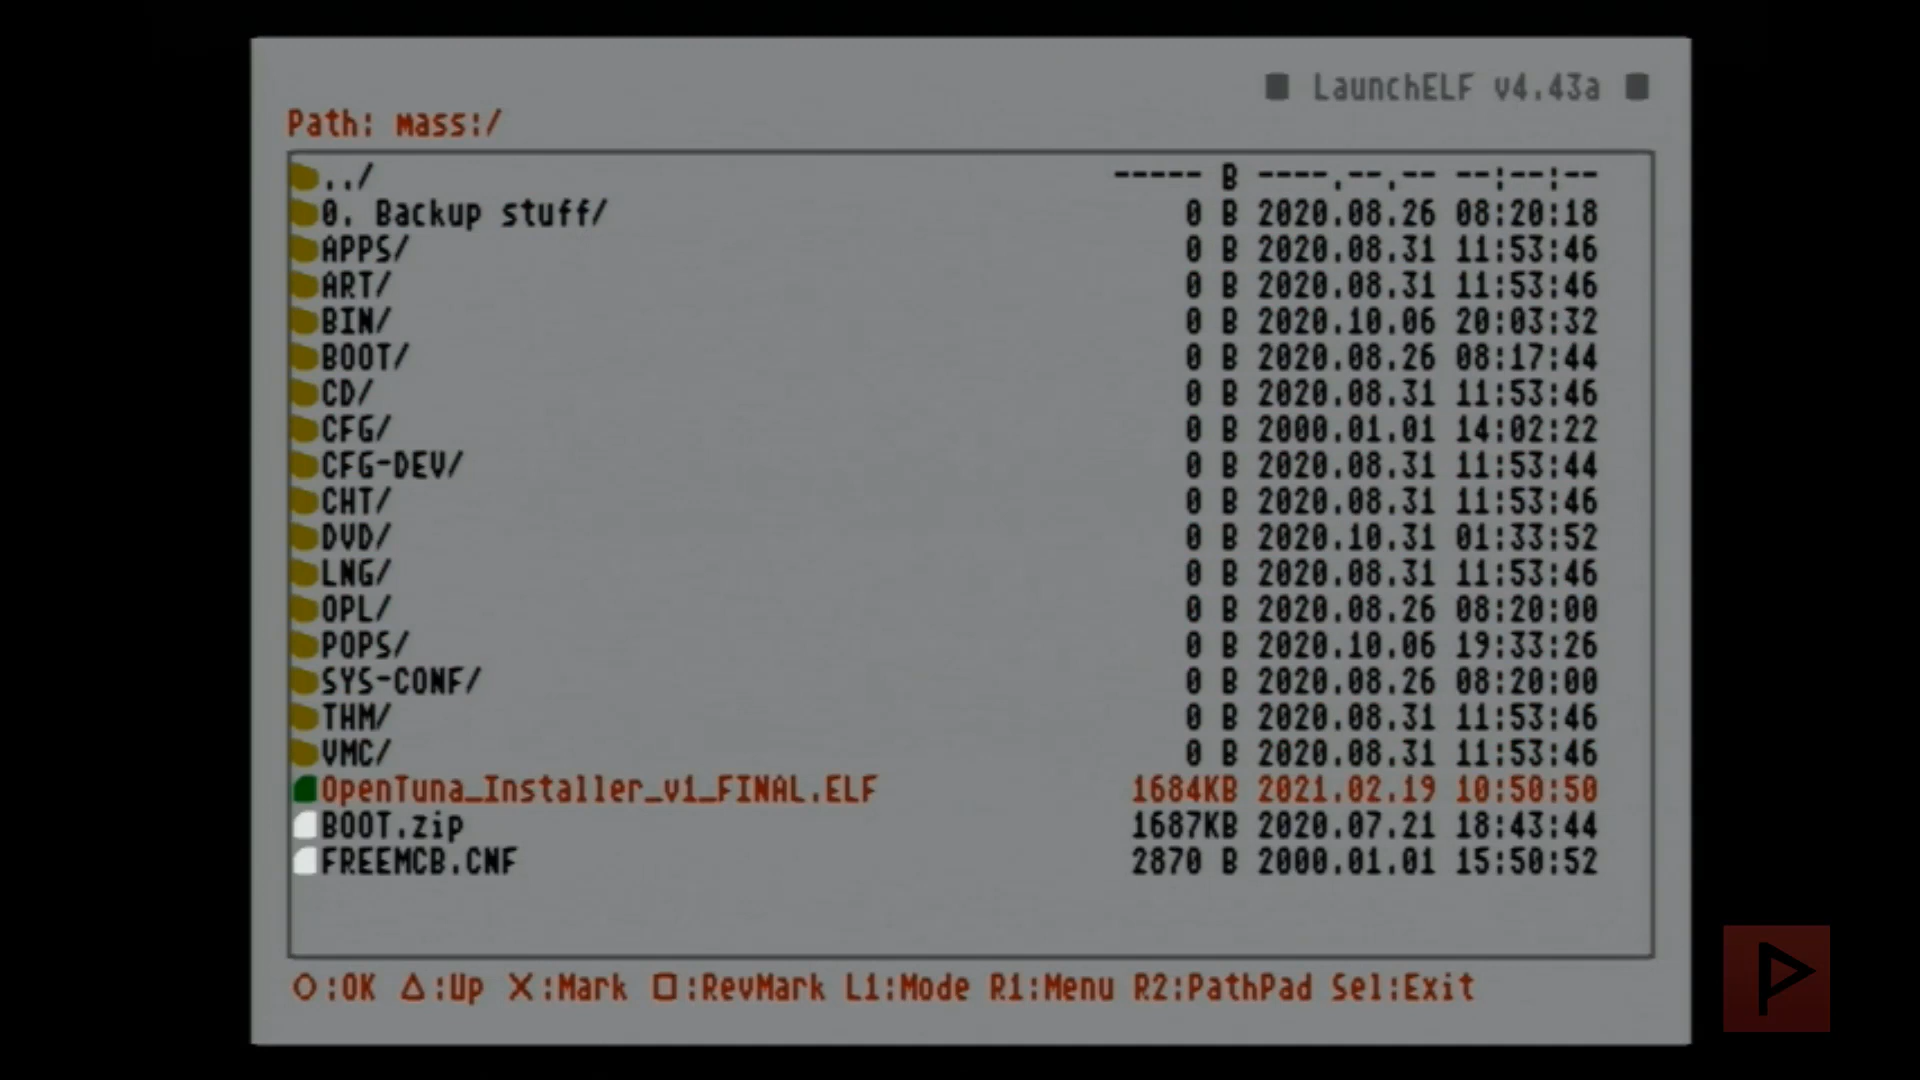 LaunchELF v4.43a
Path: mass:/
../ ----- B ----.--.-- --:--:--
0. Backup stuff/ 0 B 2020.08.26 08:20:18
APPS/ 0 B 2020.08.31 11:53:46
ART/ 0 B 2020.08.31 11:53:46
BIN/ 0 B 2020.10.06 20:03:32
BOOT/ 0 B 2020.08.26 08:17:44
CD/ 0 B 2020.08.31 11:53:46
CFG/ 0 B 2000.01.01 14:02:22
CFG-DEV/ 0 B 2020.08.31 11:53:44
CHT/ 0 B 2020.08.31 11:53:46
DVD/ 0 B 2020.10.31 01:33:52
LNG/ 0 B 2020.08.31 11:53:46
OPL/ 0 B 2020.08.26 08:20:00
POPS/ 0 B 2020.10.06 19:33:26
SYS-CONF/ 0 B 2020.08.26 08:20:00
THM/ 0 B 2020.08.31 11:53:46
VMC/ 0 B 2020.08.31 11:53:46
OpenTuna_Installer_v1_FINAL.ELF 1684KB 2021.02.19 10:50:50
BOOT.zip 1687KB 2020.07.21 18:43:44
FREEMCB.CNF 2870 B 2000.01.01 15:50:52
○:OK △:Up ✕:Mark □:RevMark L1:Mode R1:Menu R2:PathPad Sel:Exit
P